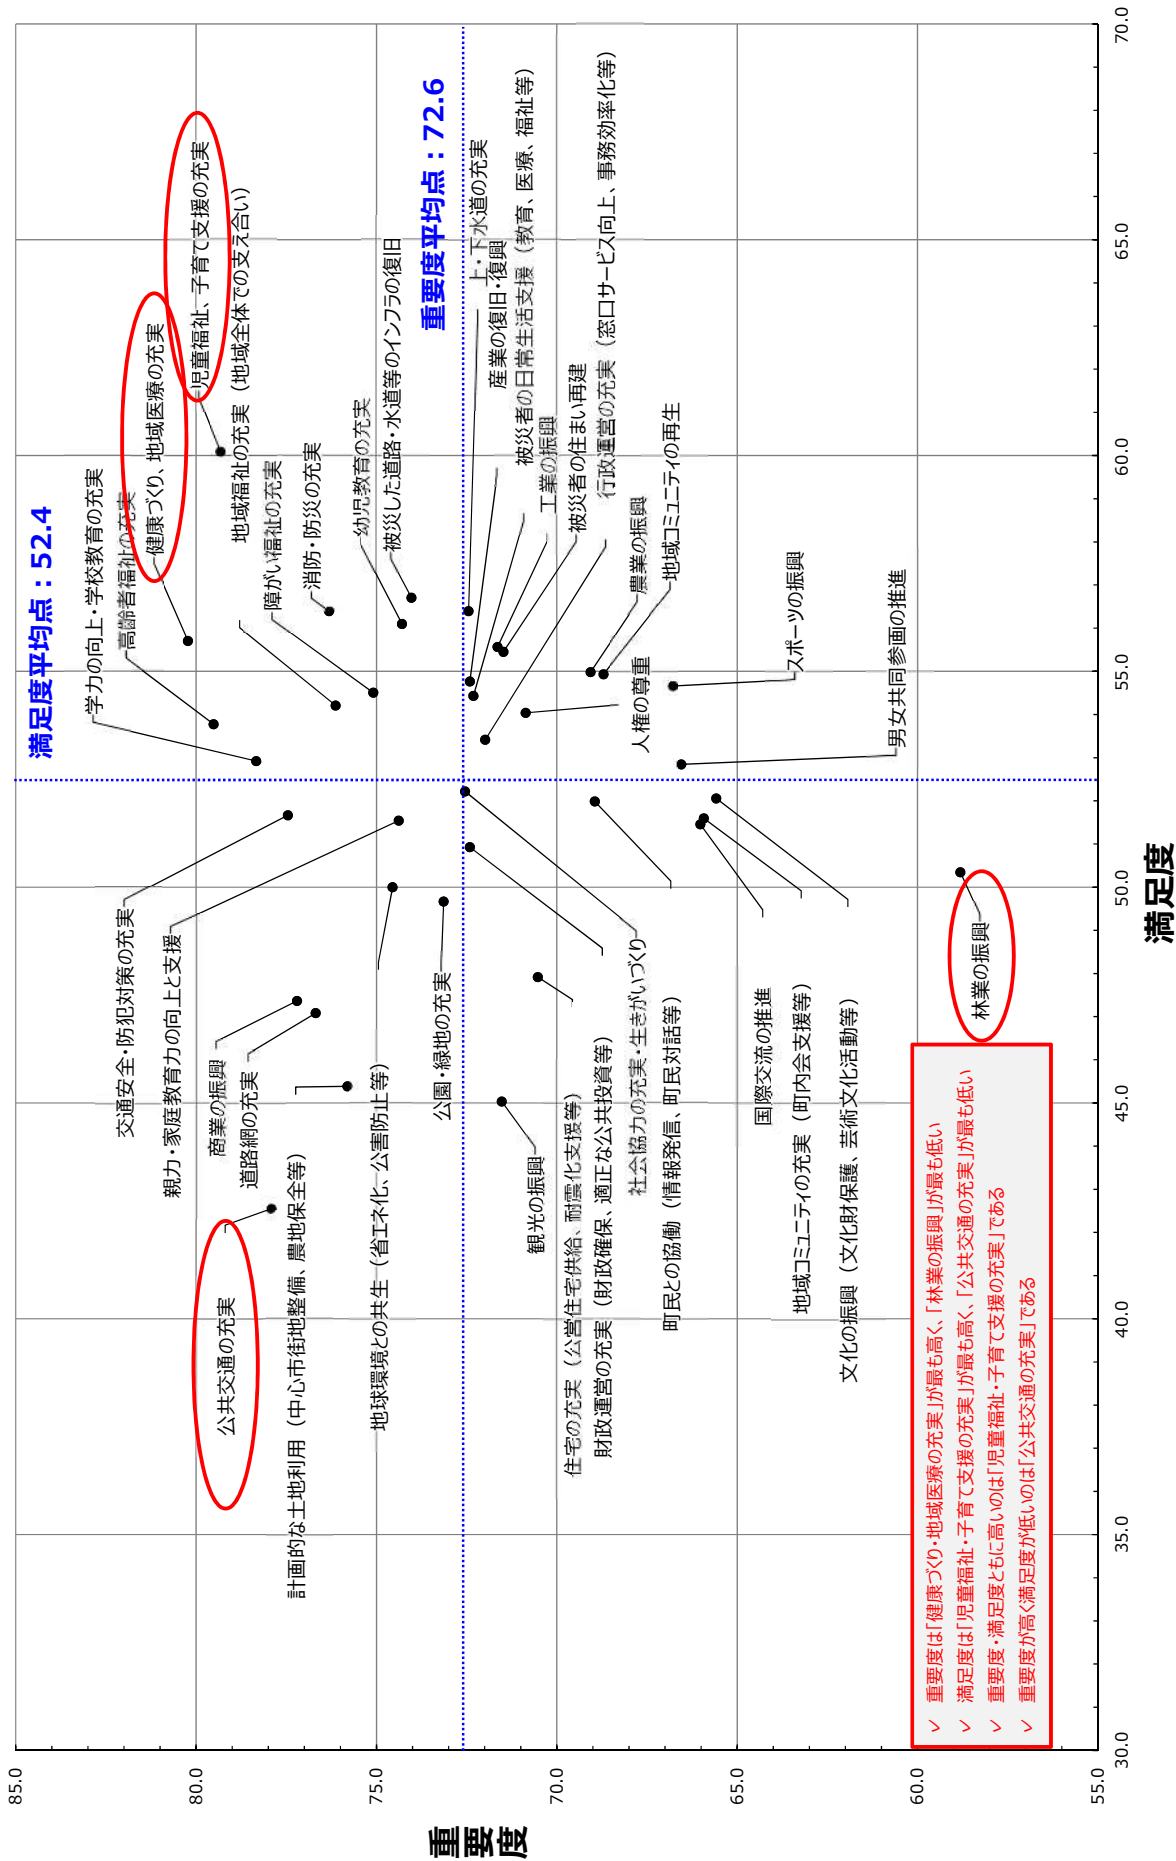 満足度平均点：52.4
重要度平均点：72.6
重要度
85.0
80.0
75.0
70.0
65.0
60.0
55.0
学力の向上・学校教育の充実
高齢者福祉の充実
健康づくり、地域医療の充実
児童福祉、子育て支援の充実
地域福祉の充実（地域全体での支え合い）
障がい福祉の充実
消防・防災の充実
幼児教育の充実
被災した道路・水道等のインフラの復旧
上・下水道の充実
産業の復旧・復興
被災者の日常生活支援（教育、医療、福祉等）
工業の振興
被災者の住まい再建
行政運営の充実（窓口サービス向上、事務効率化等）
農業の振興
地域コミュニティの再生
人権の尊重
スポーツの振興
男女共同参画の推進
交通安全・防犯対策の充実
親力・家庭教育力の向上と支援
商業の振興
道路網の充実
公共交通の充実
計画的な土地利用（中心市街地整備、農地保全等）
地球環境との共生（省エネ化、公害防止等）
公園・緑地の充実
観光の振興
住宅の充実（公営住宅供給、耐震化支援等）
財政運営の充実（財政確保、適正な公共投資等）
社会協力の充実・生きがいづくり
町民との協働（情報発信、町民対話等）
国際交流の推進
地域コミュニティの充実（町内会支援等）
文化の振興（文化財保護、芸術文化活動等）
林業の振興
✓ 重要度は「健康づくり・地域医療の充実」が最も高く、「林業の振興」が最も低い
✓ 満足度は「児童福祉・子育て支援の充実」が最も高く、「公共交通の充実」が最も低い
✓ 重要度・満足度ともに高いのは「児童福祉・子育て支援の充実」である
✓ 重要度が高く満足度が低いのは「公共交通の充実」である
30.0
35.0
40.0
45.0
50.0
55.0
60.0
65.0
70.0
満足度